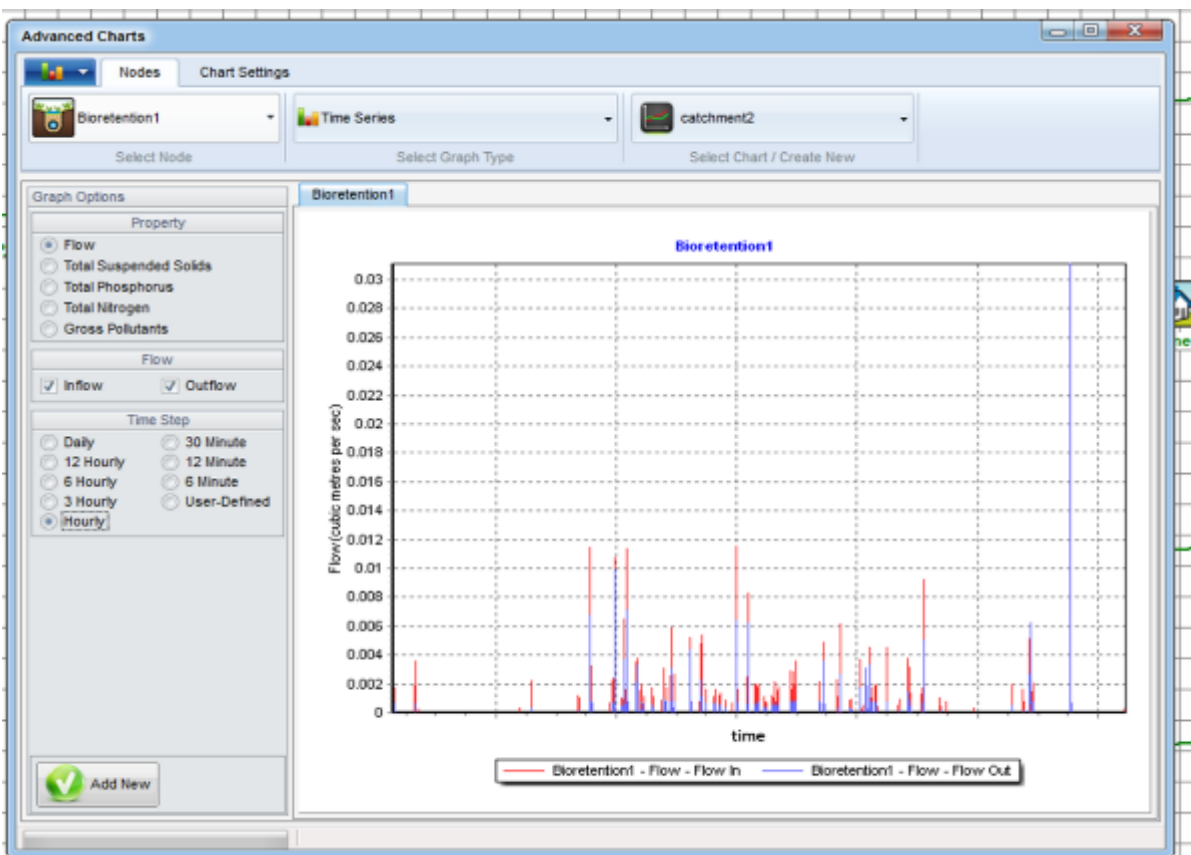 Advanced Charts
Nodes Chart Settings
Bioretention1 Time Series catchment2
Select Node Select Graph Type Select Chart / Create New
Graph Options
Property
Flow
Total Suspended Solids
Total Phosphorus
Total Nitrogen
Gross Pollutants
Flow
Inflow Outflow
Time Step
Daily 30 Minute
12 Hourly 12 Minute
6 Hourly 6 Minute
3 Hourly User-Defined
Hourly
Add New
Bioretention1
Bioretention1
Flow (cubic metres per sec)
0.03
0.028
0.026
0.024
0.022
0.02
0.018
0.016
0.014
0.012
0.01
0.008
0.006
0.004
0.002
0
time
Bioretention1 - Flow - Flow In Bioretention1 - Flow - Flow Out